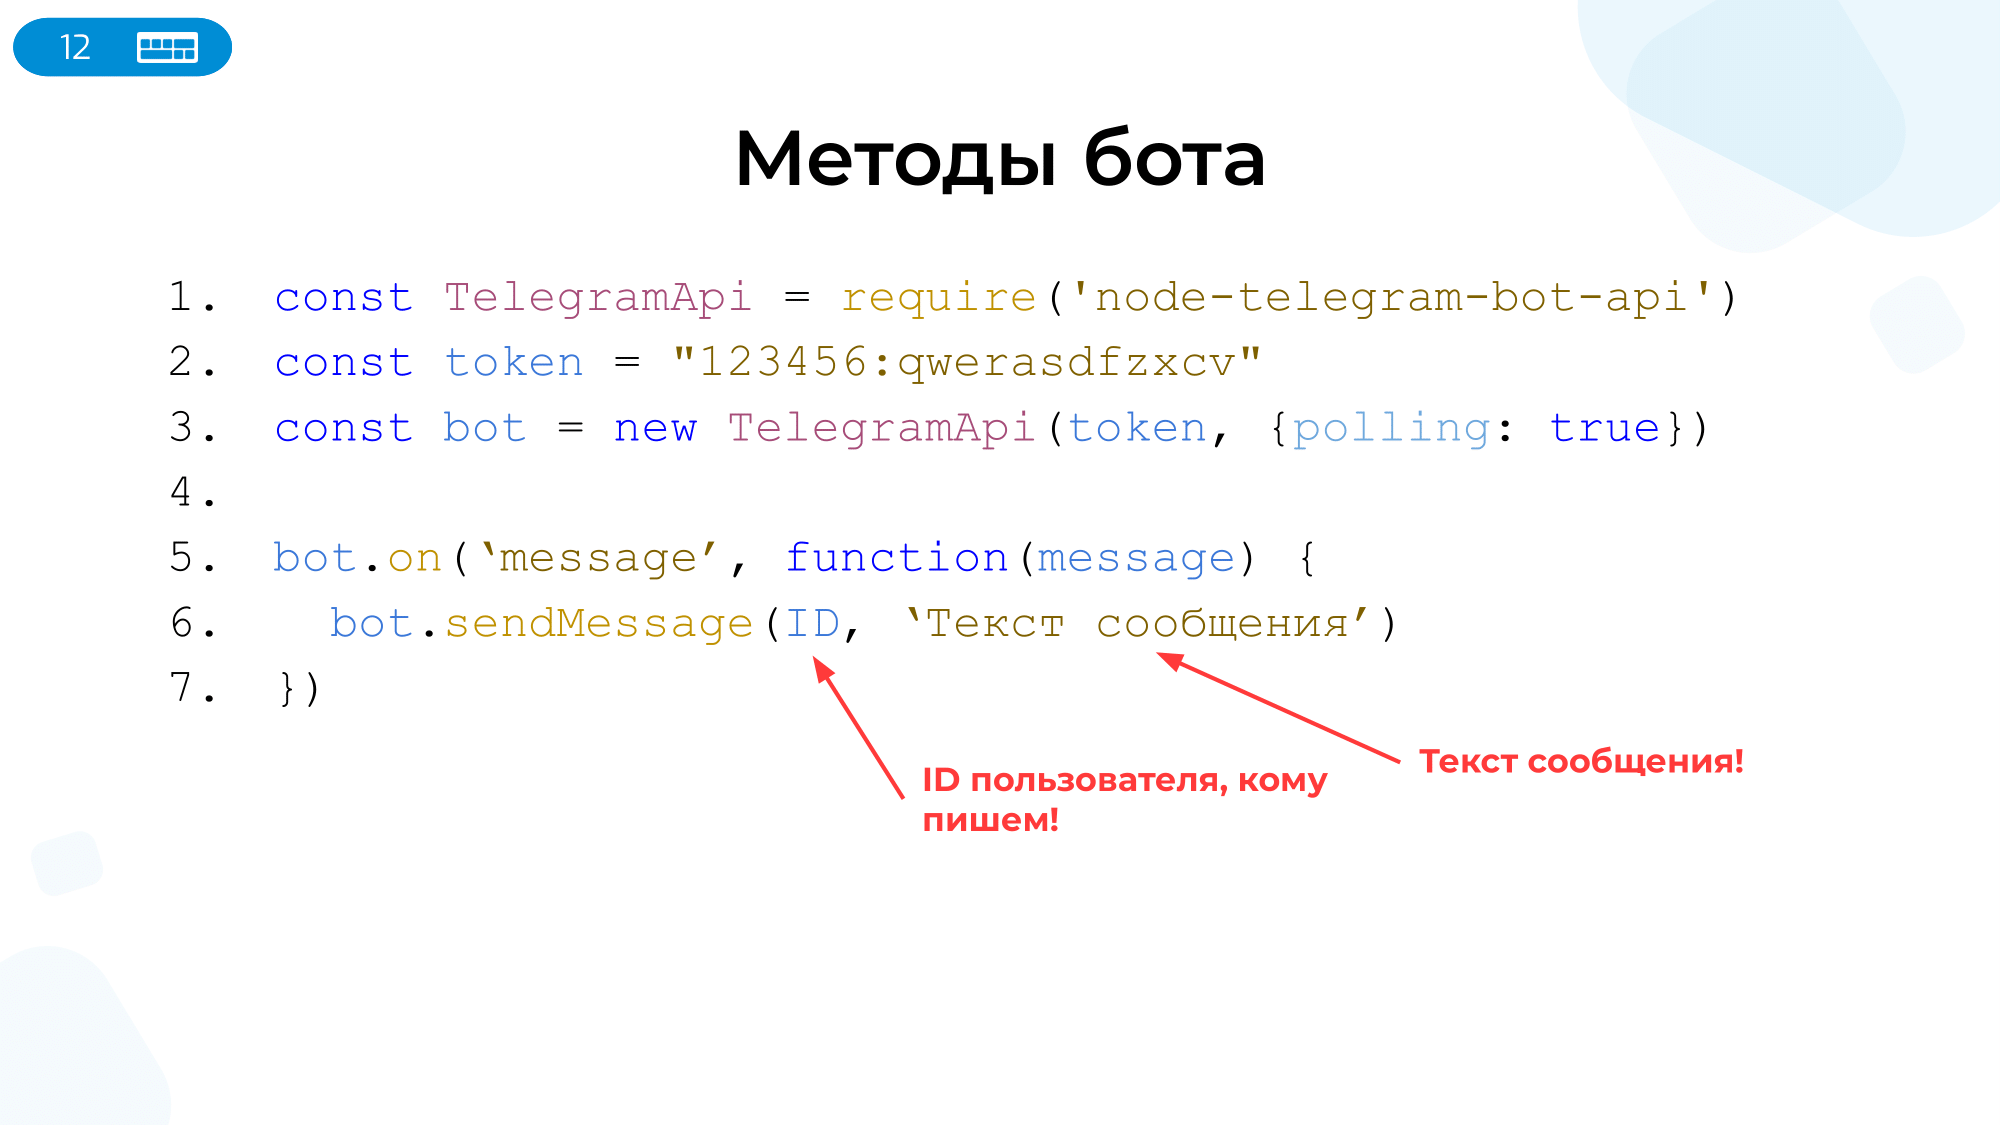 12
Методы бота
1. const TelegramApi = require('node-telegram-bot-api')
2. const token = "123456:qwerasdfzxcv"
3. const bot = new TelegramApi(token, {polling: true})
4.
5. bot.on(‘message’, function(message) {
6.   bot.sendMessage(ID, ‘Текст сообщения’)
7. })
ID пользователя, кому
пишем!
Текст сообщения!